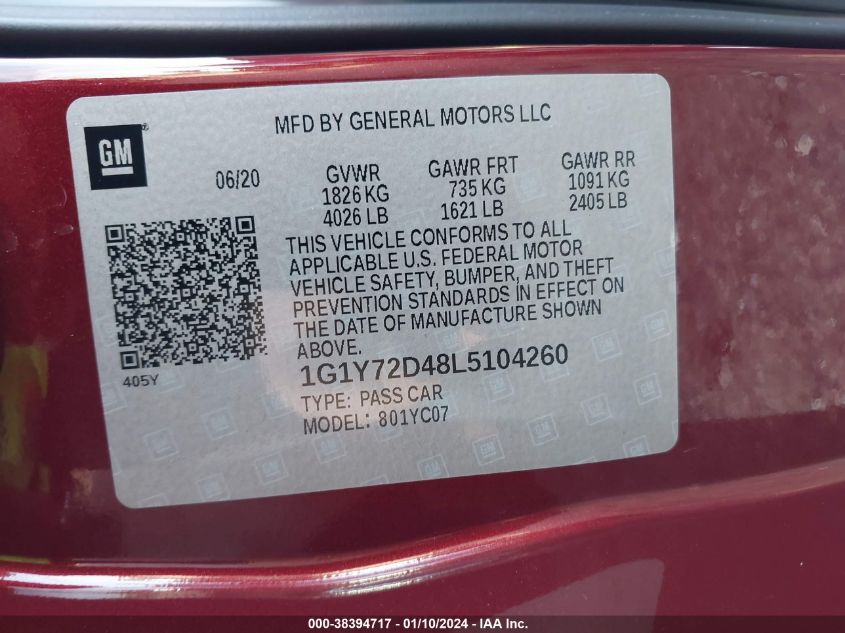 MFD BY GENERAL MOTORS LLC
GM
®
06/20
GVWR
1826 KG
4026 LB
GAWR FRT
735 KG
1621 LB
GAWR RR
1091 KG
2405 LB
THIS VEHICLE CONFORMS TO ALL
APPLICABLE U.S. FEDERAL MOTOR
VEHICLE SAFETY, BUMPER, AND THEFT
PREVENTION STANDARDS IN EFFECT ON
THE DATE OF MANUFACTURE SHOWN
ABOVE.
405Y
1G1Y72D48L5104260
TYPE: PASS CAR
MODEL: 801YC07
000-38394717 - 01/10/2024 - IAA Inc.